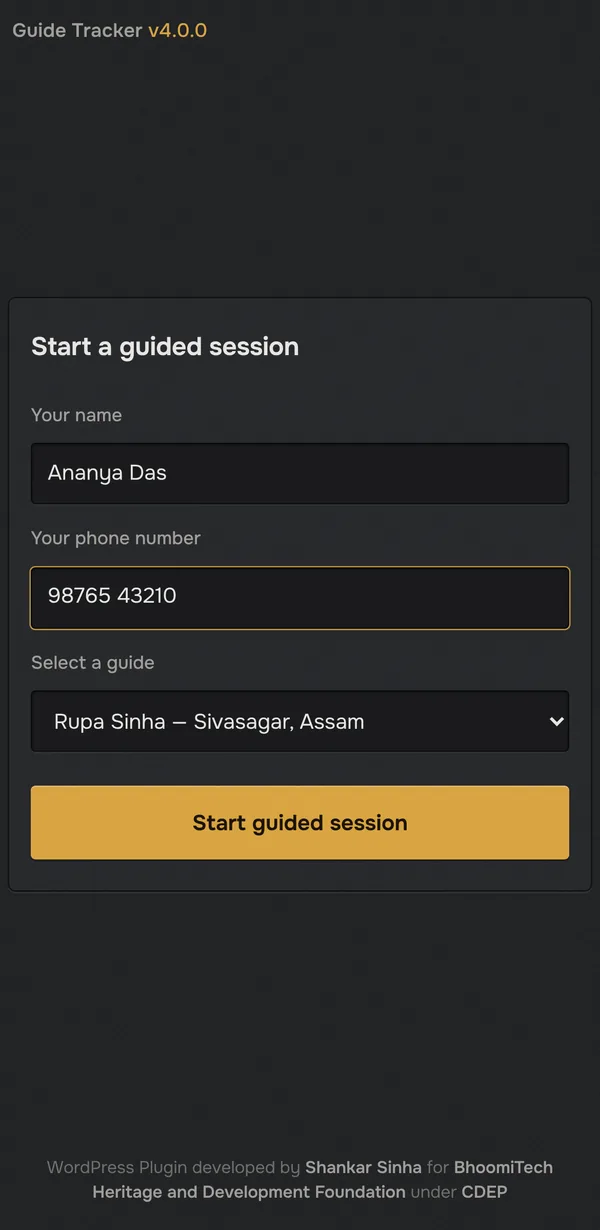 Guide Tracker v4.0.0
Start a guided session
Your name
Ananya Das
Your phone number
98765 43210
Select a guide
Rupa Sinha — Sivasagar, Assam
Start guided session
WordPress Plugin developed by Shankar Sinha for BhoomiTech
Heritage and Development Foundation under CDEP